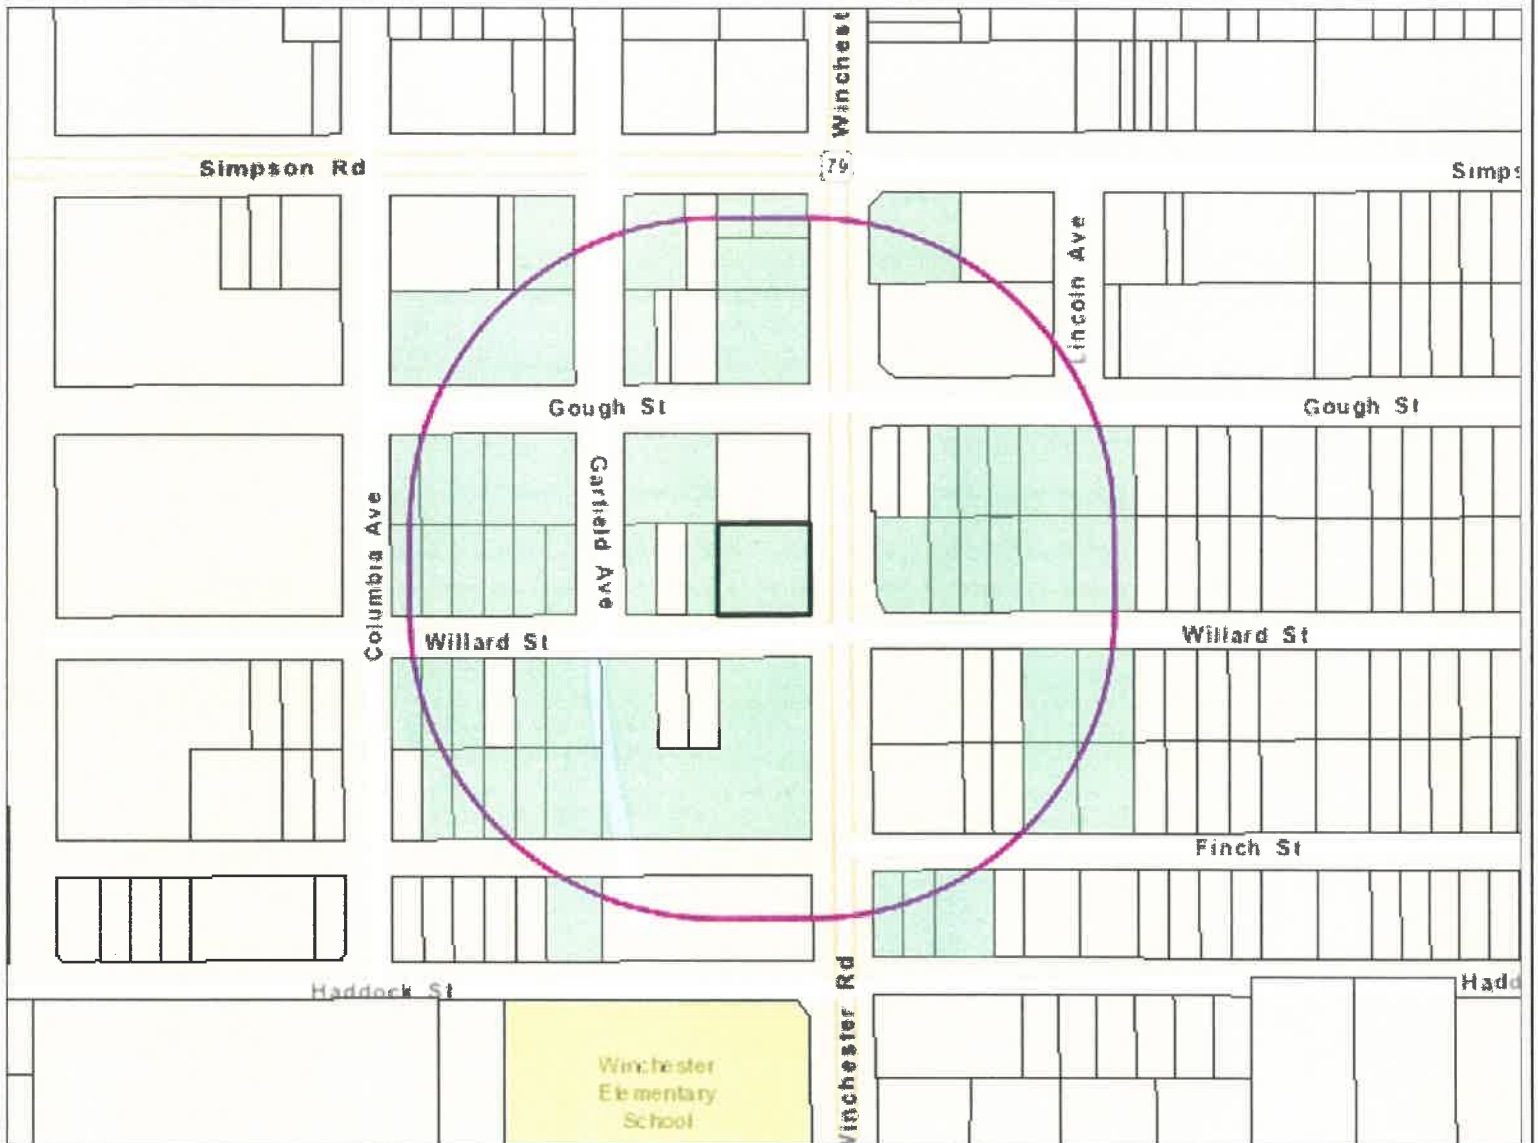 Winchest
Simpson Rd
79
Simps
Lincoln Ave
Gough St
Gough St
Garfield Ave
Columbia Ave
Willard St
Willard St
Finch St
Winchester Rd
Haddock St
Hadd
Winchester
Elementary
School